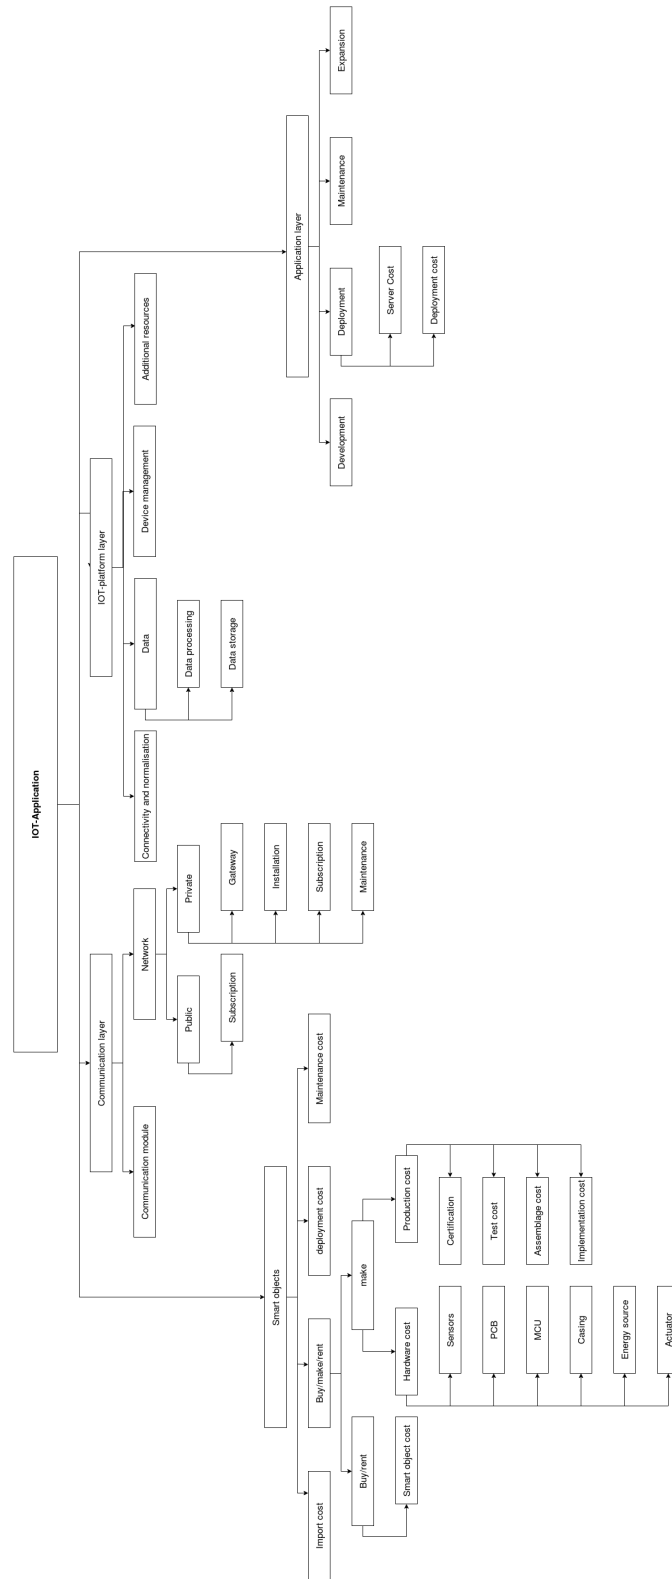 IOT-Application
Smart objects
Communication layer
IOT-platform layer
Application layer
Import cost
Buy/make/rent
deployment cost
Maintenance cost
Buy/rent
make
Smart object cost
Hardware cost
Production cost
Sensors
PCB
MCU
Casing
Energy source
Actuator
Certification
Test cost
Assemblage cost
Implementation cost
Communication module
Network
Public
Private
Subscription
Gateway
Installation
Subscription
Maintenance
Connectivity and normalisation
Data
Device management
Additional resources
Data processing
Data storage
Development
Deployment
Maintenance
Expansion
Server Cost
Deployment cost